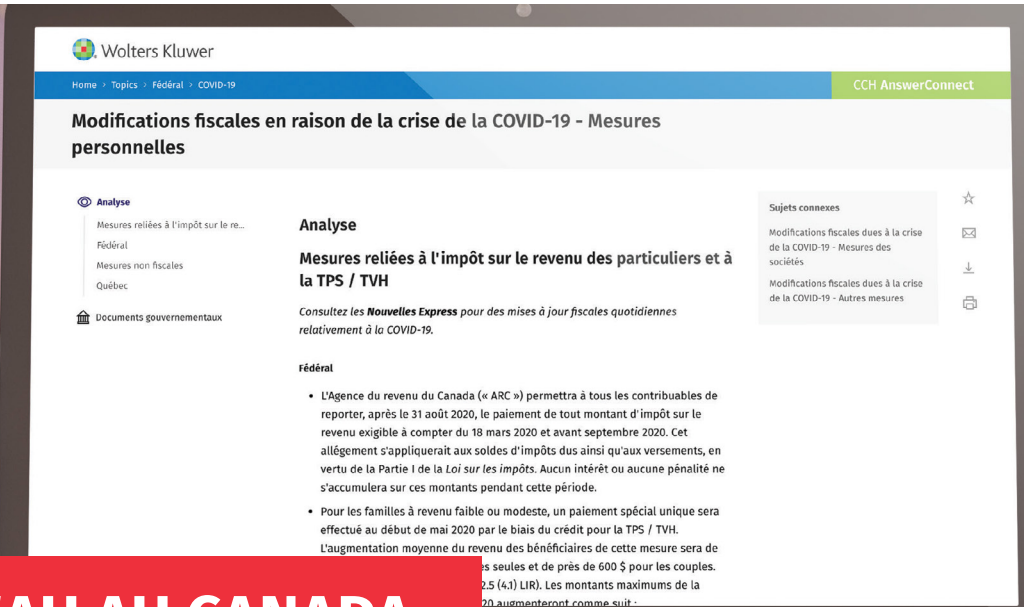 Wolters Kluwer
Home > Topics > Fédéral > COVID-19
CCH AnswerConnect
Modifications fiscales en raison de la crise de la COVID-19 - Mesures
personnelles
Analyse
Mesures reliées à l'impôt sur le re...
Fédéral
Mesures non fiscales
Québec
Documents gouvernementaux
Analyse
Mesures reliées à l'impôt sur le revenu des particuliers et à
la TPS / TVH
Consultez les Nouvelles Express pour des mises à jour fiscales quotidiennes
relativement à la COVID-19.
Fédéral
• L'Agence du revenu du Canada (« ARC ») permettra à tous les contribuables de
reporter, après le 31 août 2020, le paiement de tout montant d'impôt sur le
revenu exigible à compter du 18 mars 2020 et avant septembre 2020. Cet
allégement s'appliquerait aux soldes d'impôts dus ainsi qu'aux versements, en
vertu de la Partie I de la Loi sur les impôts. Aucun intérêt ou aucune pénalité ne
s'accumulera sur ces montants pendant cette période.
• Pour les familles à revenu faible ou modeste, un paiement spécial unique sera
effectué au début de mai 2020 par le biais du crédit pour la TPS / TVH.
L'augmentation moyenne du revenu des bénéficiaires de cette mesure sera de
es seules et de près de 600 $ pour les couples.
2.5 (4.1) LIR). Les montants maximums de la
20 augmenteront comme suit :
Sujets connexes
Modifications fiscales dues à la crise
de la COVID-19 - Mesures des
sociétés
Modifications fiscales dues à la crise
de la COVID-19 - Autres mesures
AU CANADA